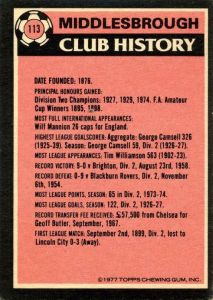 113
MIDDLESBROUGH
CLUB HISTORY
DATE FOUNDED: 1876.
PRINCIPAL HONOURS GAINED:
Division Two Champions: 1927, 1929, 1974. F.A. Amateur
Cup Winners 1895, 1898.
MOST FULL INTERNATIONAL APPEARANCES:
Wilf Mannion 26 caps for England.
HIGHEST LEAGUE GOALSCORERS: Aggregate: George Camsell 326
(1925-39). Season: George Camsell 59, Div. 2 (1926-27).
MOST LEAGUE APPEARANCES: Tim Williamson 563 (1902-23).
RECORD VICTORY: 9-0 v Brighton, Div. 2, August 23rd, 1958.
RECORD DEFEAT: 0-9 v Blackburn Rovers, Div. 2, November
6th, 1954.
MOST LEAGUE POINTS, SEASON: 65 in Div. 2, 1973-74.
MOST LEAGUE GOALS, SEASON: 122, Div. 2, 1926-27.
RECORD TRANSFER FEE RECEIVED: £57,500 from Chelsea for
Geoff Butler, September, 1967.
FIRST LEAGUE MATCH: September 2nd, 1899, Div. 2, lost to
Lincoln City 0-3 (Away).
©1977 TOPPS CHEWING GUM, INC.